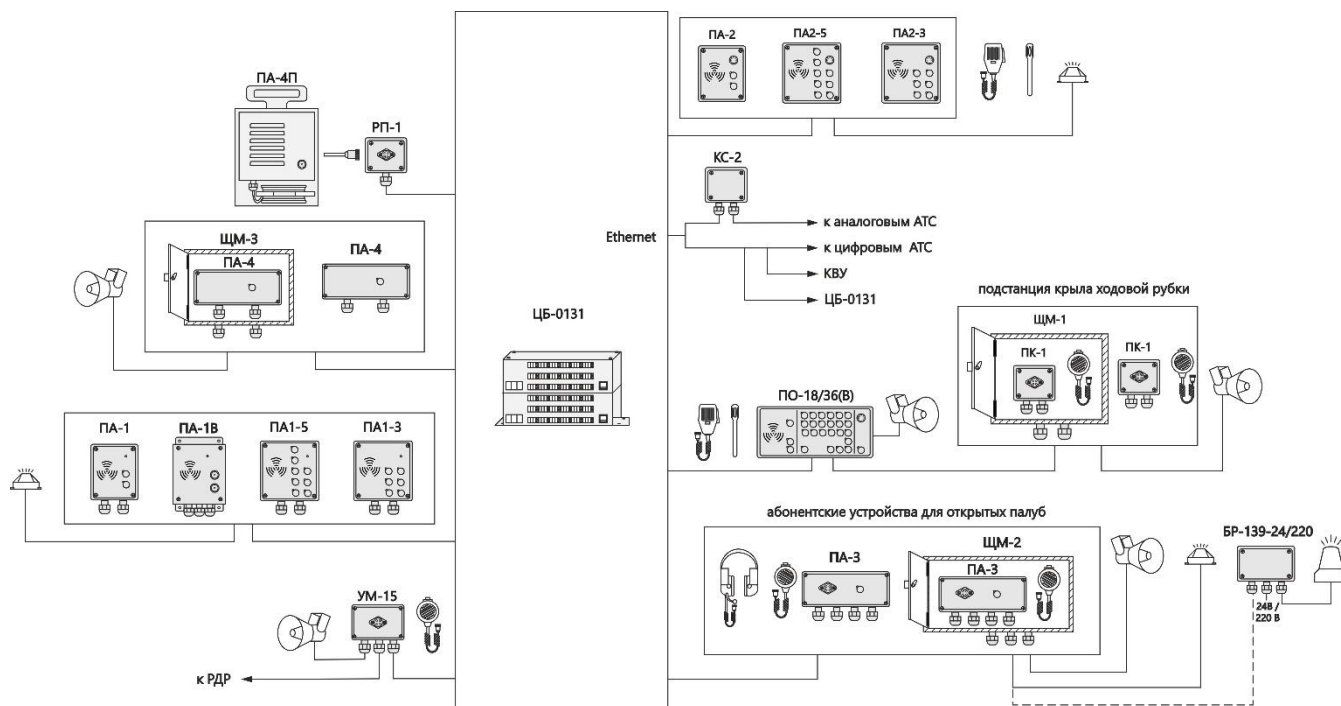 ПА-4П
РП-1
ЩМ-3
ПА-4
ПА-4
ПА-1
ПА-1В
ПА1-5
ПА1-3
УМ-15
к РДР
ЦБ-0131
ПА-2
ПА2-5
ПА2-3
КС-2
Ethernet
к аналоговым АТС
к цифровым АТС
КВУ
ЦБ-0131
подстанция крыла ходовой рубки
ЩМ-1
ПК-1
ПК-1
ПО-18/36(В)
абонентские устройства для открытых палуб
ПА-3
ЩМ-2
ПА-3
БР-139-24/220
24В /
220 В